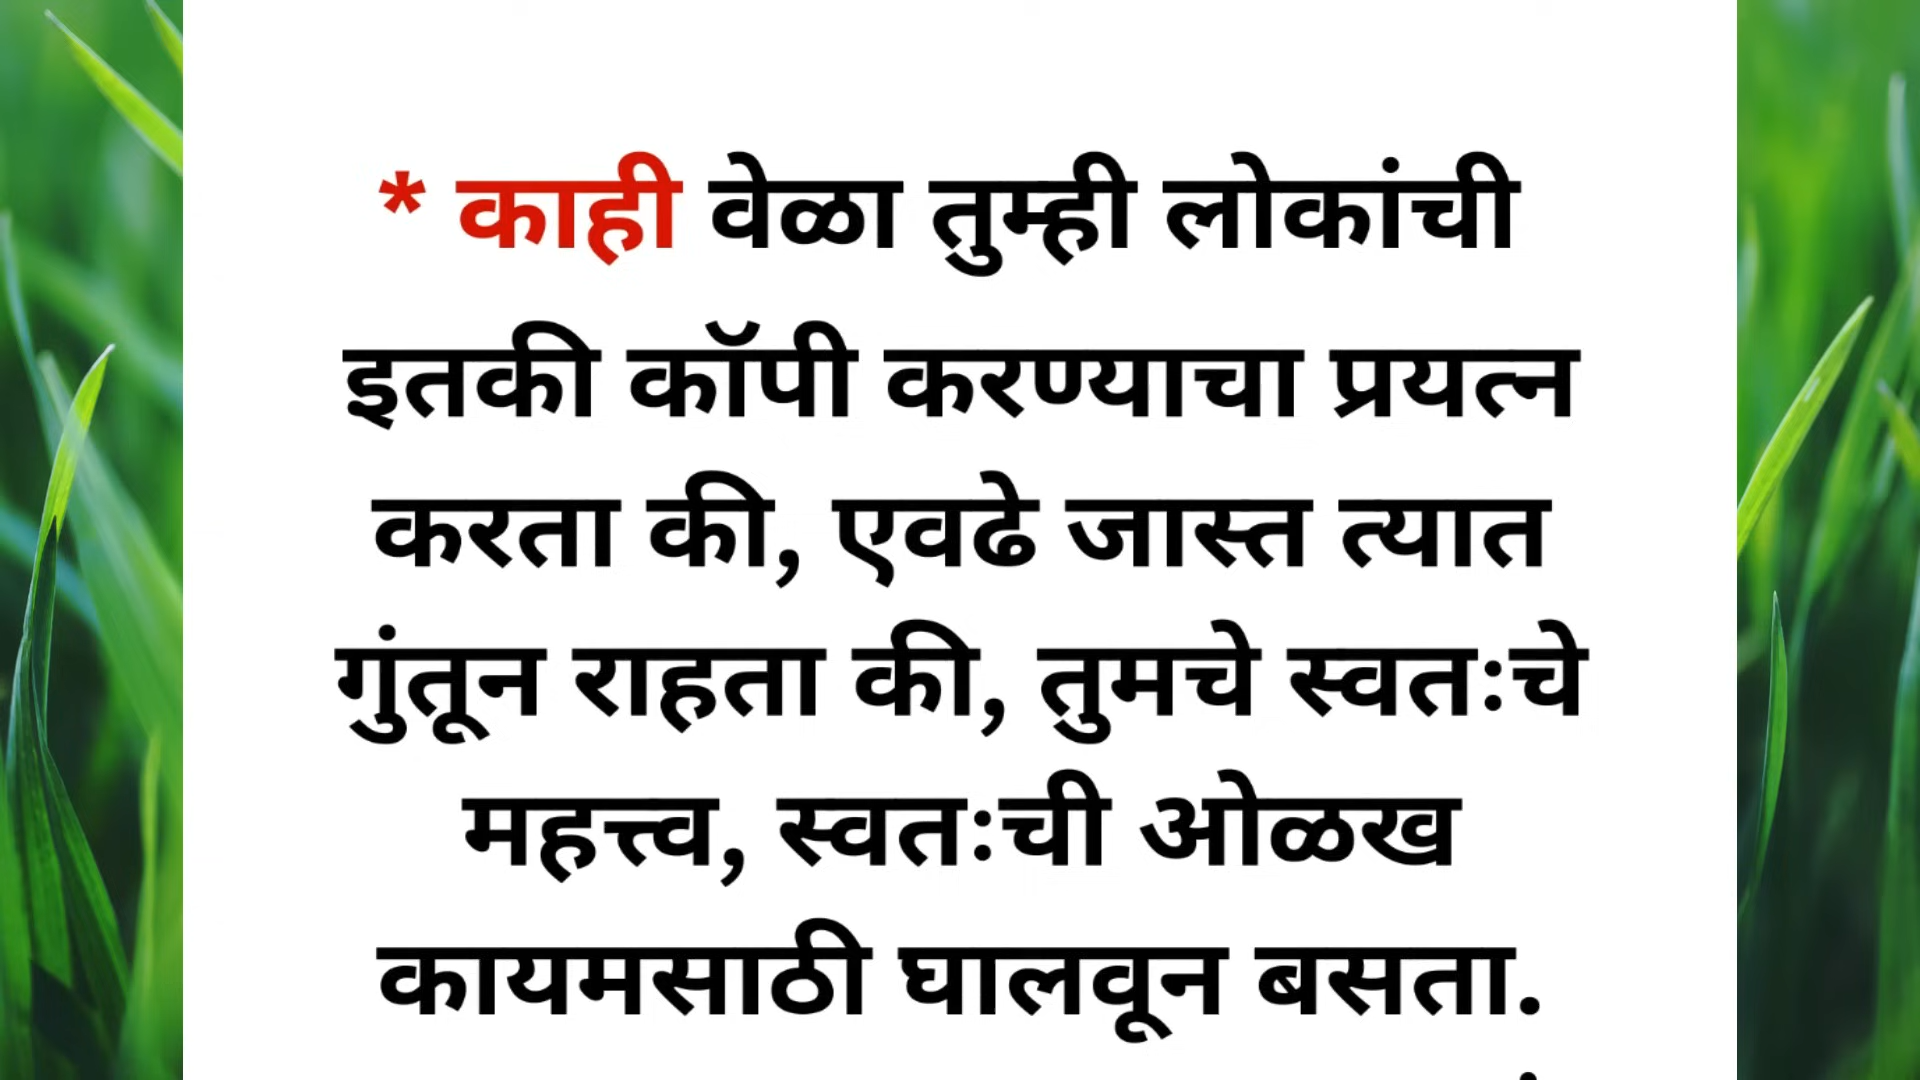 * काही वेळा तुम्ही लोकांची
इतकी कॉपी करण्याचा प्रयत्न
करता की, एवढे जास्त त्यात
गुंतून राहता की, तुमचे स्वतःचे
महत्त्व, स्वतःची ओळख
कायमसाठी घालवून बसता.